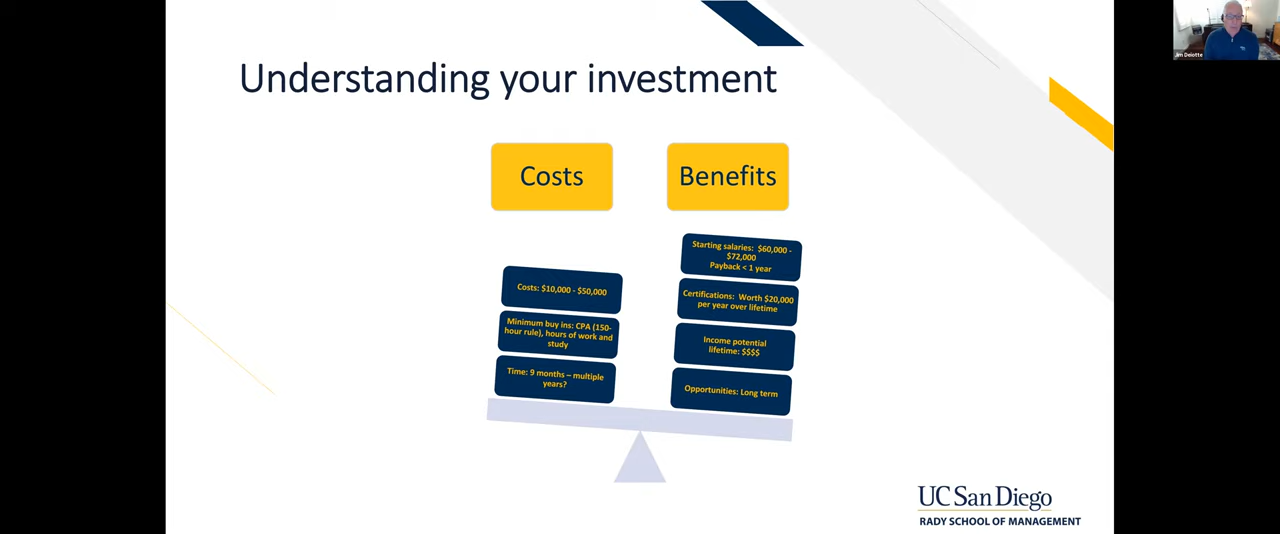 Understanding your investment
Costs
Benefits
Costs: $10,000 - $50,000
Minimum buy ins: CPA (150-
hour rule), hours of work and
study
Time: 9 months – multiple
years?
Starting salaries:  $60,000 -
$72,000
Payback < 1 year
Certifications:  Worth $20,000
per year over lifetime
Income potential
lifetime: $$$$
Opportunities: Long term
UC San Diego
RADY SCHOOL OF MANAGEMENT
Jim Deiotte